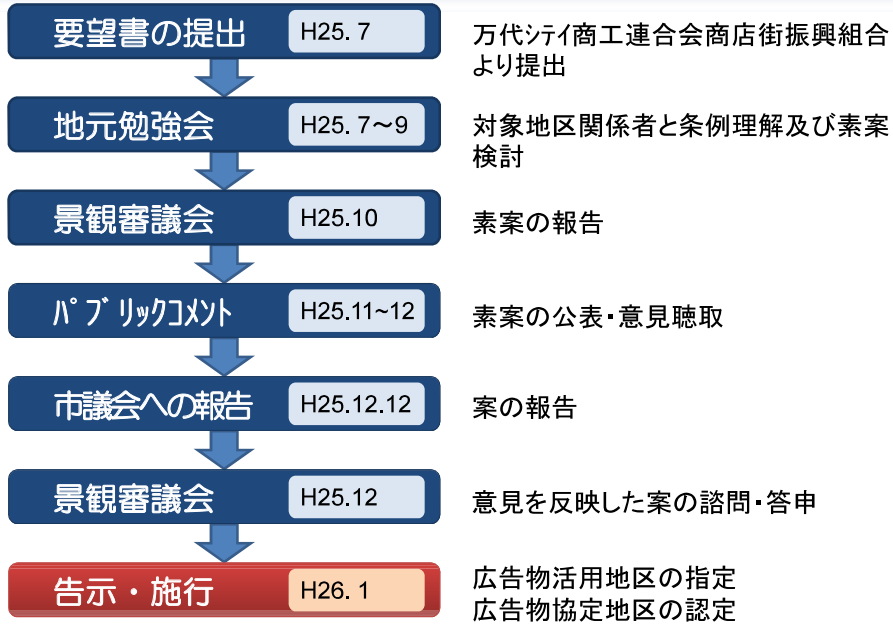 要望書の提出 H25. 7 万代ｼﾃｲ商工連合会商店街振興組合
より提出
地元勉強会 H25. 7～9 対象地区関係者と条例理解及び素案
検討
景観審議会 H25.10 素案の報告
ﾊﾟﾌﾞﾘｯｸｺﾒﾝﾄ H25.11~12 素案の公表・意見聴取
市議会への報告 H25.12.12 案の報告
景観審議会 H25.12 意見を反映した案の諮問・答申
告示・施行 H26. 1 広告物活用地区の指定
広告物協定地区の認定